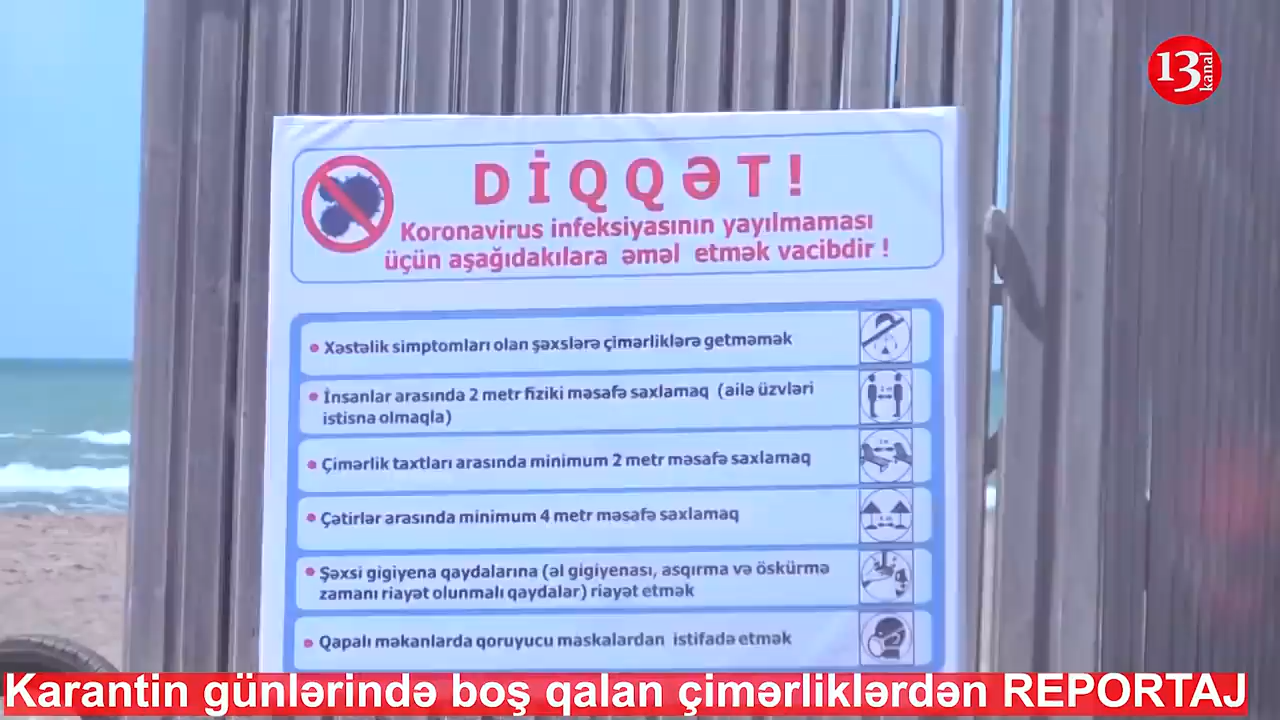 13
kanal
DİQQƏT!
Koronavirus infeksiyasının yayılmaması
üçün aşağıdakılara əməl etmək vacibdir !
• Xəstəlik simptomları olan şəxslərə çimərliklərə getməmək
• İnsanlar arasında 2 metr fiziki məsafə saxlamaq (ailə üzvləri
istisna olmaqla)
• Çimərlik taxtları arasında minimum 2 metr məsafə saxlamaq
• Çətirlər arasında minimum 4 metr məsafə saxlamaq
• Şəxsi gigiyena qaydalarına (əl gigiyenası, asqırma və öskürmə
zamanı riayət olunmalı qaydalar) riayət etmək
• Qapalı məkanlarda qoruyucu maskalardan istifadə etmək
Karantin günlərində boş qalan çimərliklərdən REPORTAJ